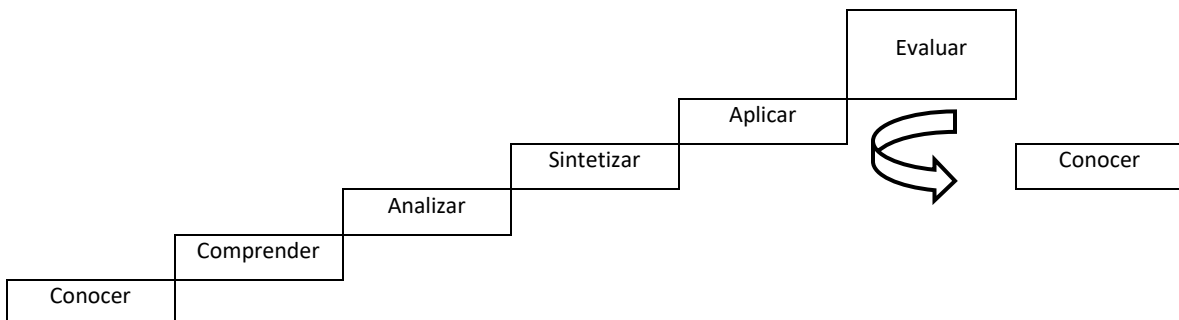 Evaluar
Aplicar
Sintetizar
Conocer
Analizar
Comprender
Conocer